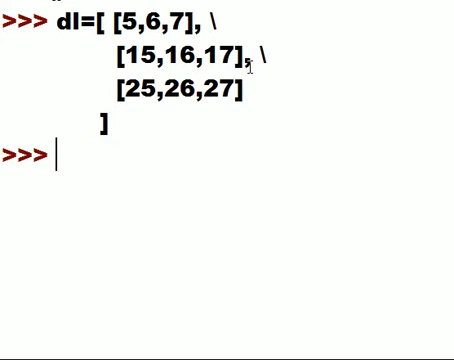 >>> dl=[ [5,6,7], \
[15,16,17], \
[25,26,27]
]
>>>